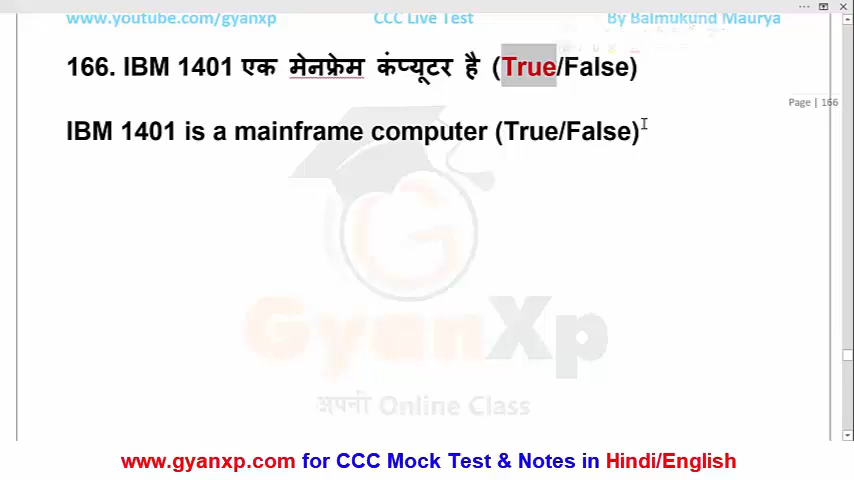 www.youtube.com/gyanxp CCC Live Test By Balmukund Maurya
166. IBM 1401 एक मेनफ्रेम कंप्यूटर है (True/False)
Page | 166
IBM 1401 is a mainframe computer (True/False)
GyanXp
अपनी Online Class
www.gyanxp.com for CCC Mock Test & Notes in Hindi/English